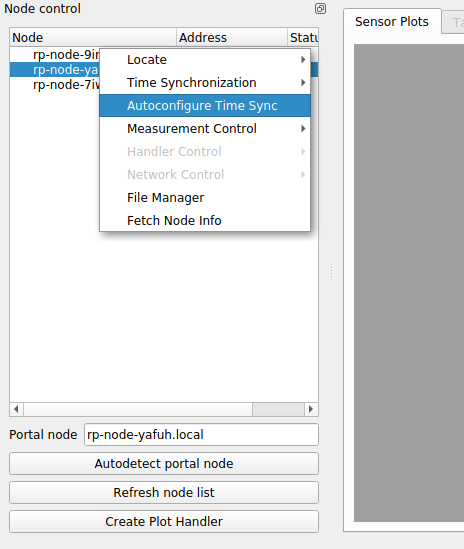 Node control
Node Address Statu
rp-node-9in
rp-node-ya
rp-node-7iw
Locate
Time Synchronization
Autoconfigure Time Sync
Measurement Control
Handler Control
Network Control
File Manager
Fetch Node Info
Portal node rp-node-yafuh.local
Autodetect portal node
Refresh node list
Create Plot Handler
Sensor Plots Ta